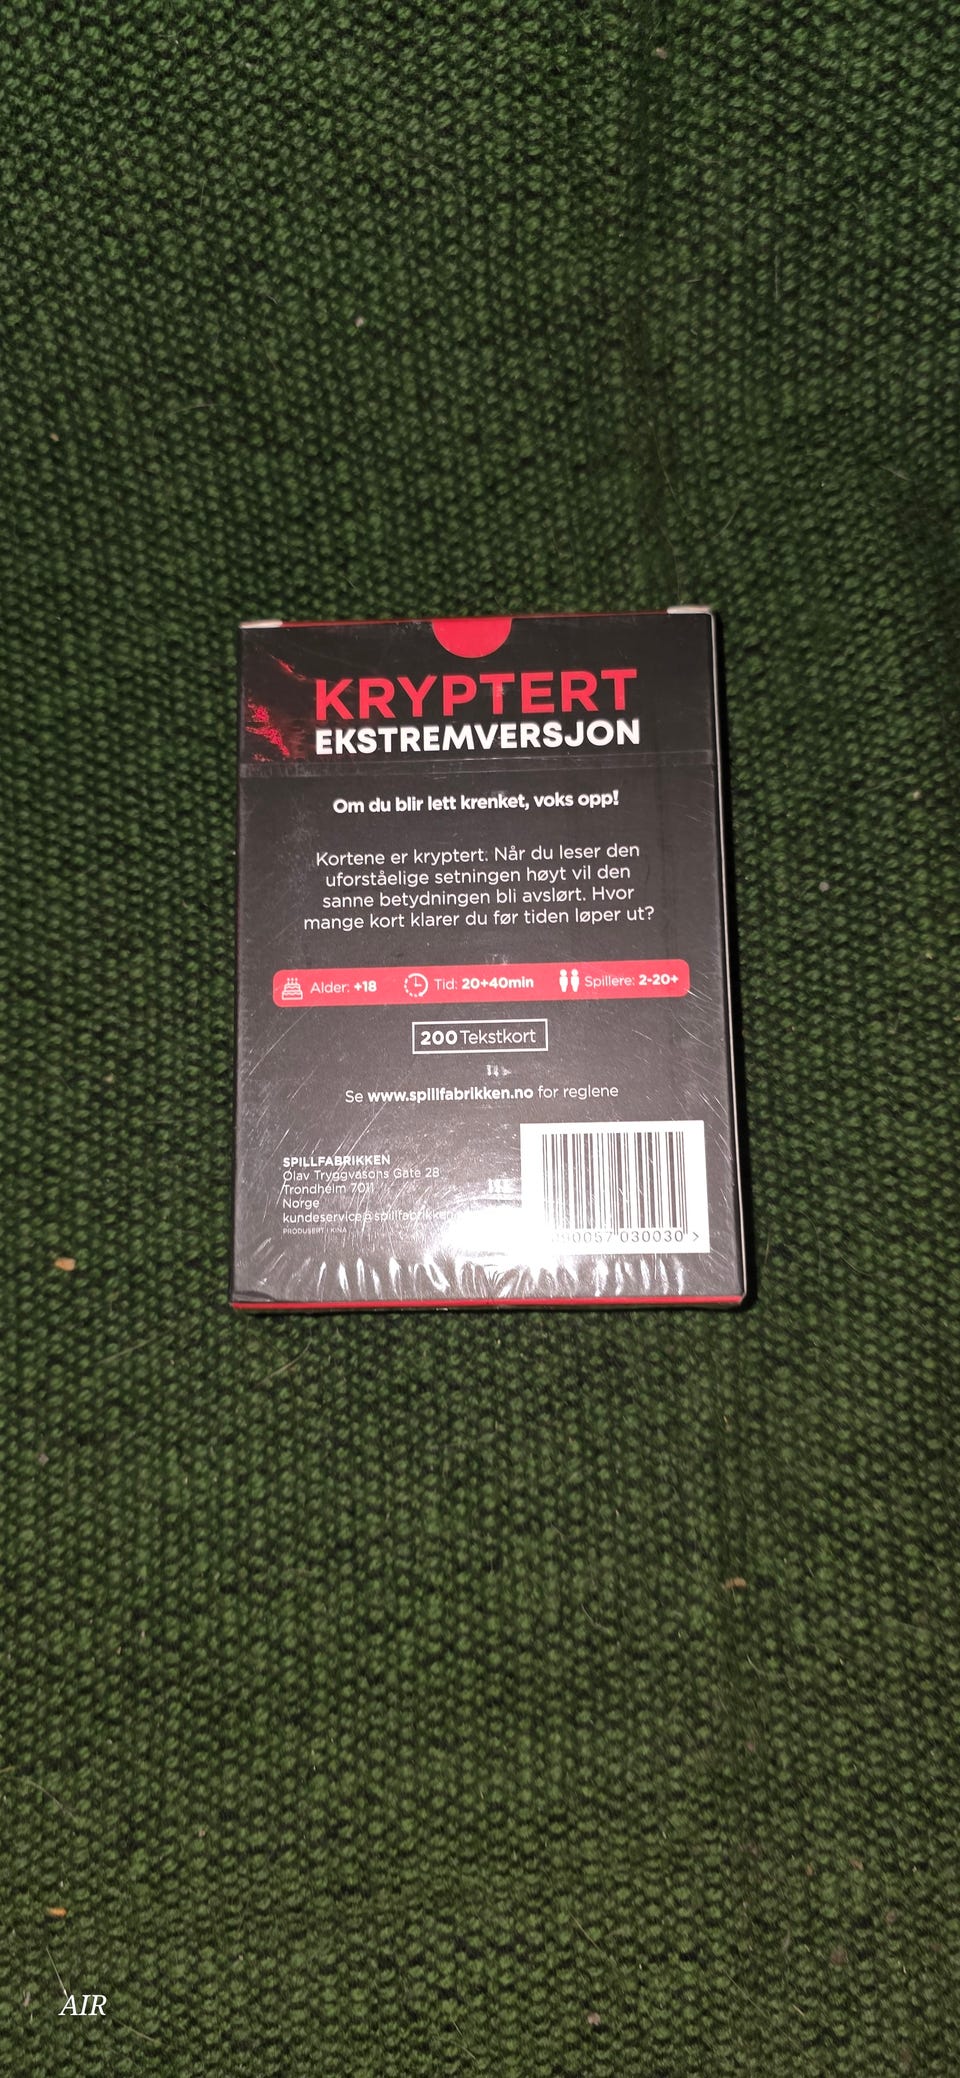 KRYPTERT
EKSTREMVERSJON
Om du blir lett krenket, voks opp!
Kortene er kryptert. Når du leser den
uforståelige setningen høyt vil den
sanne betydningen bli avslørt. Hvor
mange kort klarer du før tiden løper ut?
Alder: +18 Tid: 20+40min Spillere: 2-20+
200 Tekstkort
Se www.spillfabrikken.no for reglene
SPILLFABRIKKEN
Olav Tryggvasons Gate 28
Trondheim 7011
Norge
PRODUSERT I KINA
030030 >
AIR